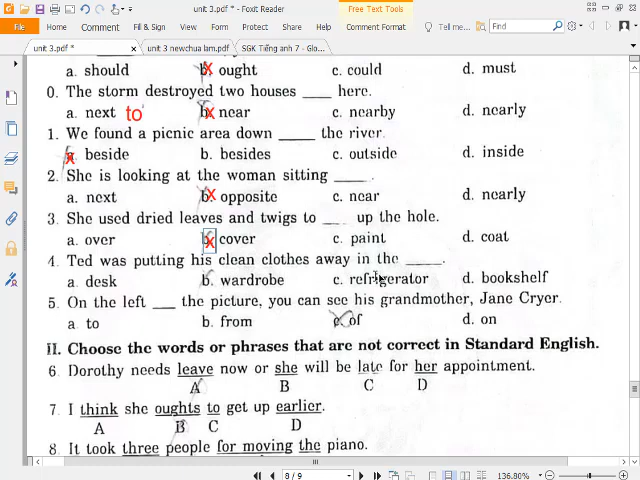 unit 3.pdf * - Foxit Reader
Free Text Tools
File
Home
Comment
Fill & Sign
View
Form
Protect
Share
Help
Comment Format
Tell me...
Find
unit 3.pdf *
unit 3 newchua lam.pdf
SGK Tiếng anh 7 - Glo...
a. should b. ought c. could d. must
0. The storm destroyed two houses ____ here.
a. next to b. near c. nearby d. nearly
1. We found a picnic area down ____ the river.
a. beside b. besides c. outside d. inside
2. She is looking at the woman sitting ____.
a. next b. opposite c. near d. nearly
3. She used dried leaves and twigs to ___ up the hole.
a. over b. cover c. paint d. coat
4. Ted was putting his clean clothes away in the ____.
a. desk b. wardrobe c. refrigerator d. bookshelf
5. On the left ___ the picture, you can see his grandmother, Jane Cryer.
a. to b. from c. of d. on
II. Choose the words or phrases that are not correct in Standard English.
6. Dorothy needs leave now or she will be late for her appointment.
A B C D
7. I think she oughts to get up earlier.
A B C D
8. It took three people for moving the piano.
8 / 9
136.80%